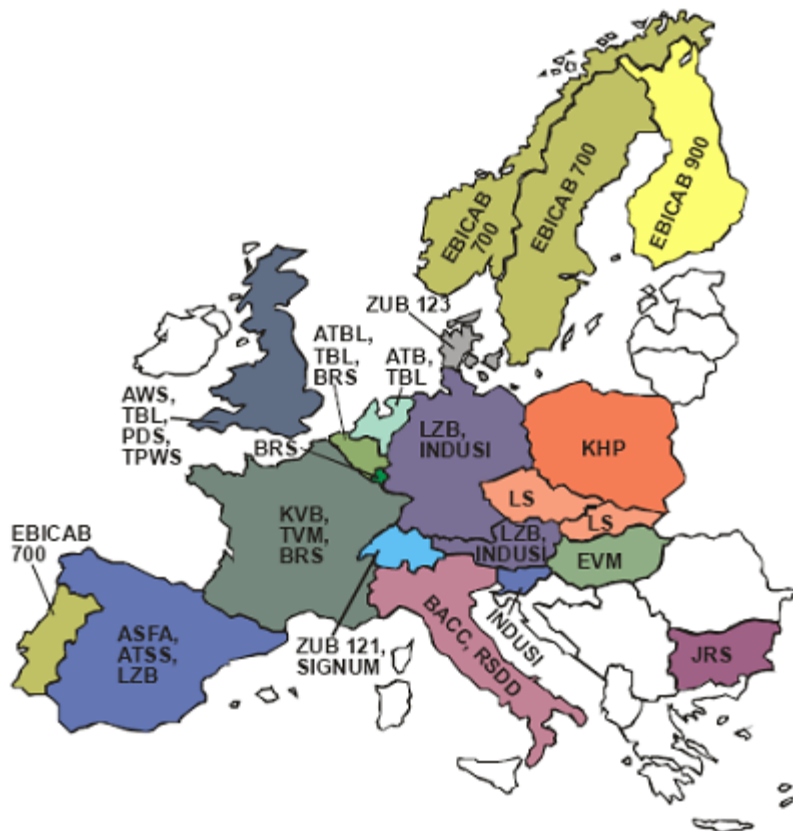 EBICAB
700
EBICAB 700
EBICAB 900
ZUB 123
ATBL,
TBL,
BRS
ATB,
TBL
AWS,
TBL,
PDS,
TPWS
BRS
LZB,
INDUSI
KHP
LS
LS
KVB,
TVM,
BRS
LZB,
INDUSI
EVM
EBICAB
700
ASFA,
ATSS,
LZB
ZUB 121,
SIGNUM
BACC, RSDD
INDUSI
JRS